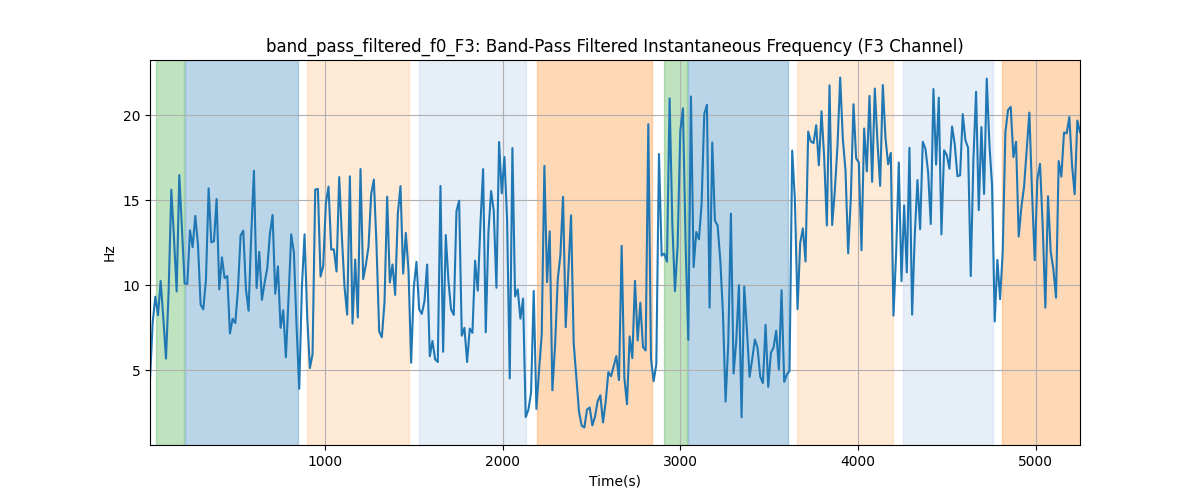 band_pass_filtered_f0_F3: Band-Pass Filtered Instantaneous Frequency (F3 Channel)
20
15
10
5
Hz
1000 2000 3000 4000 5000
Time(s)